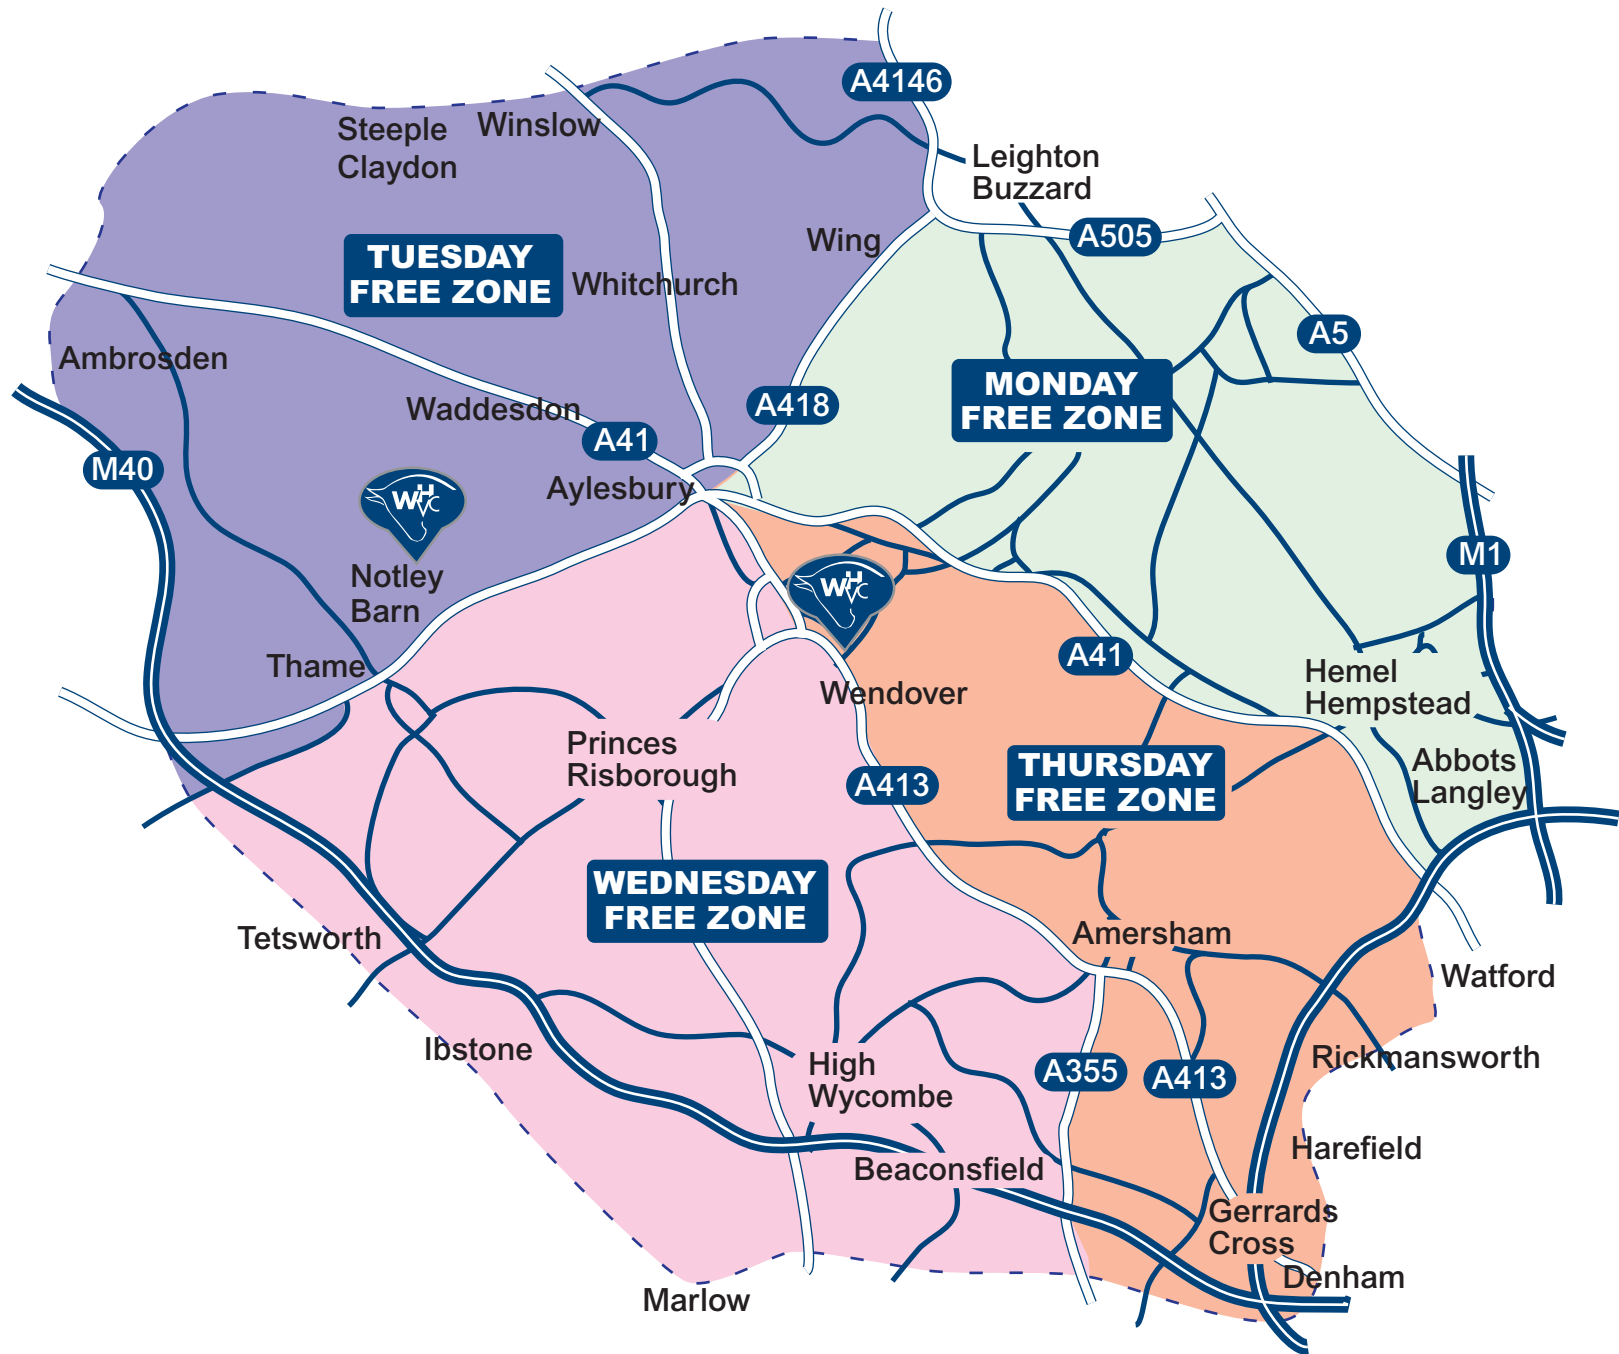 A4146
Steeple
Claydon
Winslow
Leighton
Buzzard
Wing
A505
TUESDAY
FREE ZONE
Whitchurch
A5
Ambrosden
MONDAY
FREE ZONE
Waddesdon
A418
A41
M40
WHVC
Aylesbury
M1
Notley
Barn
WHVC
Thame
A41
Hemel
Hempstead
Wendover
Princes
Risborough
A413
THURSDAY
FREE ZONE
Abbots
Langley
WEDNESDAY
FREE ZONE
Tetsworth
Amersham
Watford
Ibstone
High
Wycombe
A355
A413
Rickmansworth
Harefield
Beaconsfield
Gerrards
Cross
Denham
Marlow